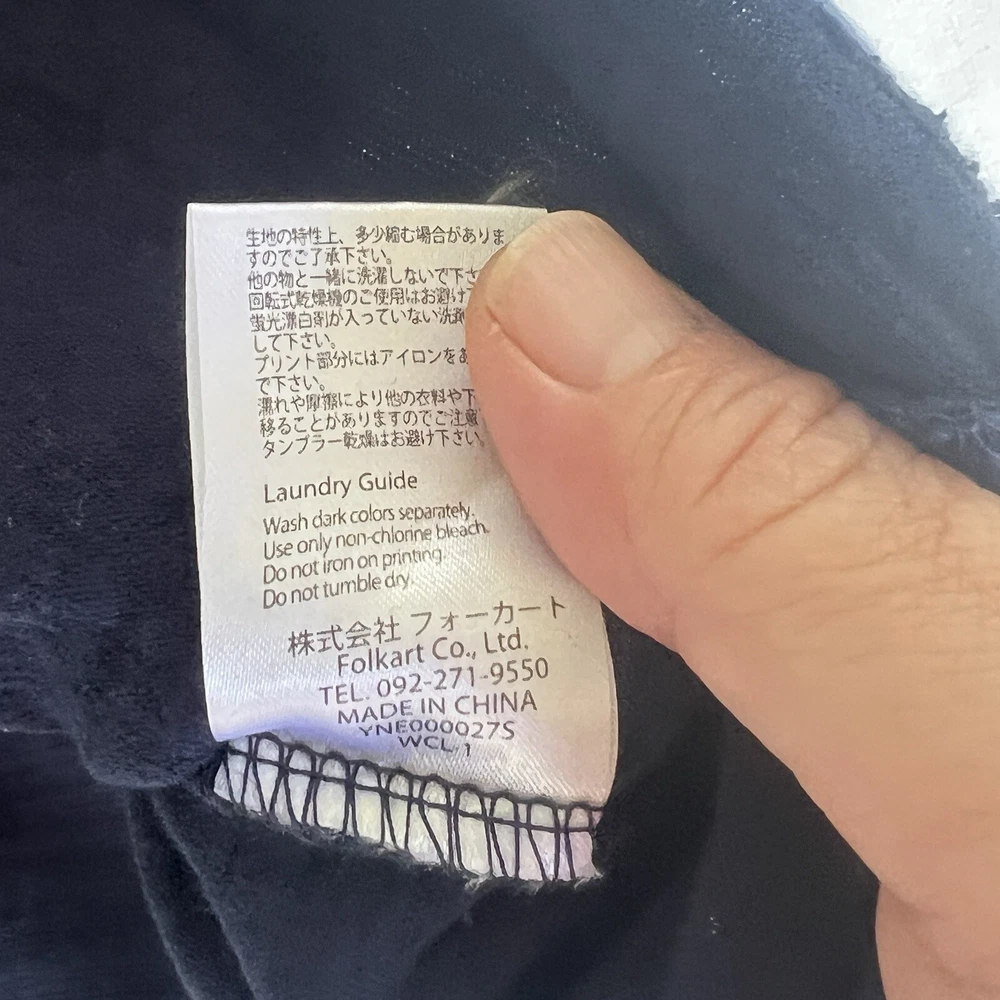 生地の特性上、多少縮む場合がありま
すのでご了承下さい。
他の物と一緒に洗濯しないで下さ
回転式乾燥機のご使用はお避け
蛍光漂白剤が入っていない洗剤
して下さい。
プリント部分にはアイロンをあ
で下さい。
濡れや摩擦により他の衣料や下
移ることがありますのでご注意
タンブラー乾燥はお避け下さい。
Laundry Guide
Wash dark colors separately.
Use only non-chlorine bleach.
Do not iron on printing.
Do not tumble dry.
株式会社 フォーカート
Folkart Co., Ltd.
TEL. 092-271-9550
MADE IN CHINA
YNE000027S
WCL-1